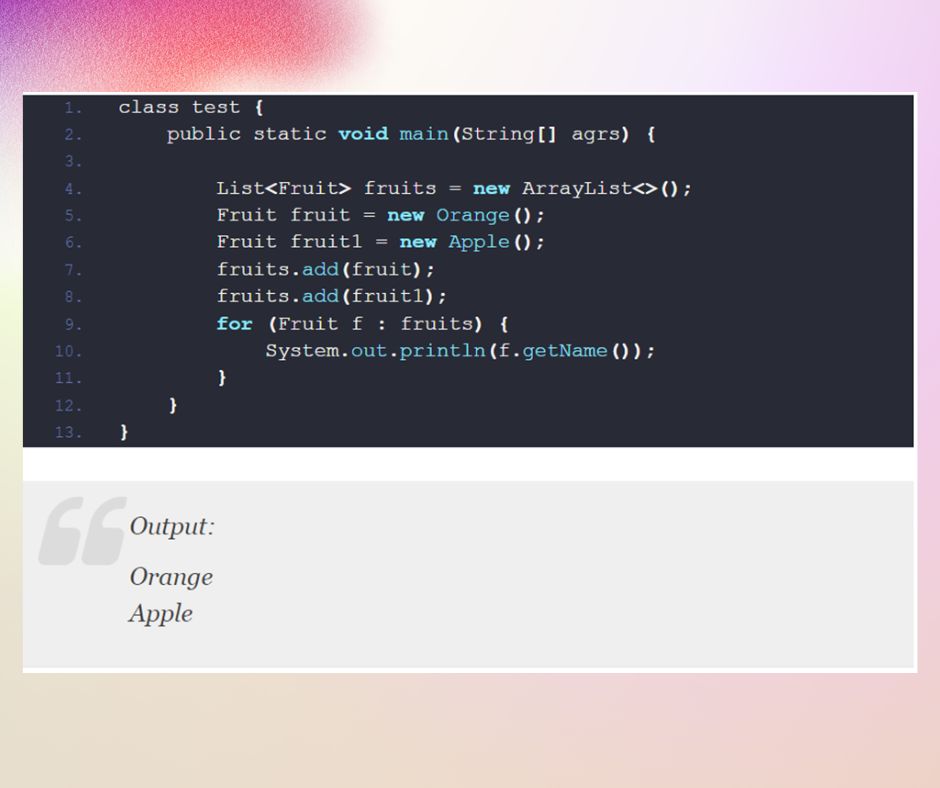 1. class test {
2.     public static void main(String[] agrs) {
3.
4.         List<Fruit> fruits = new ArrayList<>();
5.         Fruit fruit = new Orange();
6.         Fruit fruit1 = new Apple();
7.         fruits.add(fruit);
8.         fruits.add(fruit1);
9.         for (Fruit f : fruits) {
10.             System.out.println(f.getName());
11.         }
12.     }
13. }
Output:
Orange
Apple